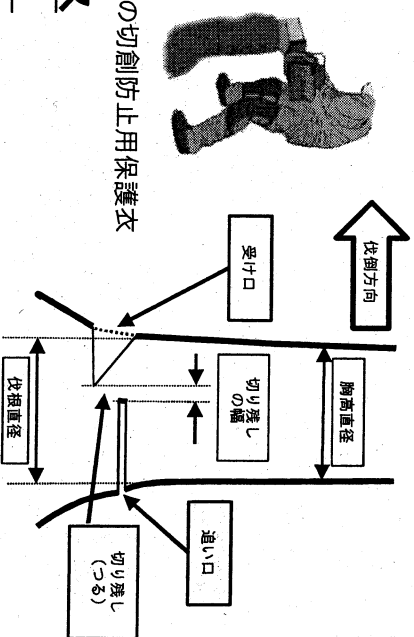 の切創防止用保護衣
伐倒方向
受け口
胸高直径
切り残し
の幅
伐根直径
追い口
切り残し
(つる)